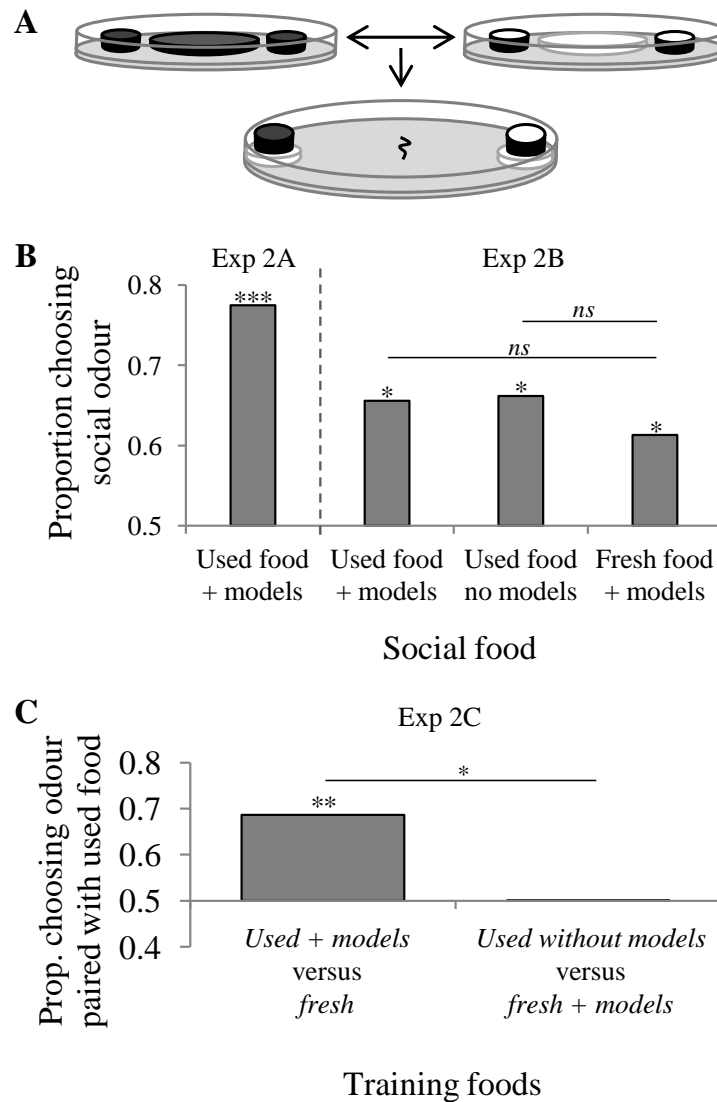 A
B
Exp 2A
Exp 2B
Proportion choosing
social odour
0.8
0.7
0.6
0.5
***
*
*
*
ns
ns
Used food
+ models
Used food
+ models
Used food
no models
Fresh food
+ models
Social food
C
Exp 2C
Prop. choosing odour
paired with used food
0.8
0.7
0.6
0.5
0.4
**
*
Used + models
versus
fresh
Used without models
versus
fresh + models
Training foods